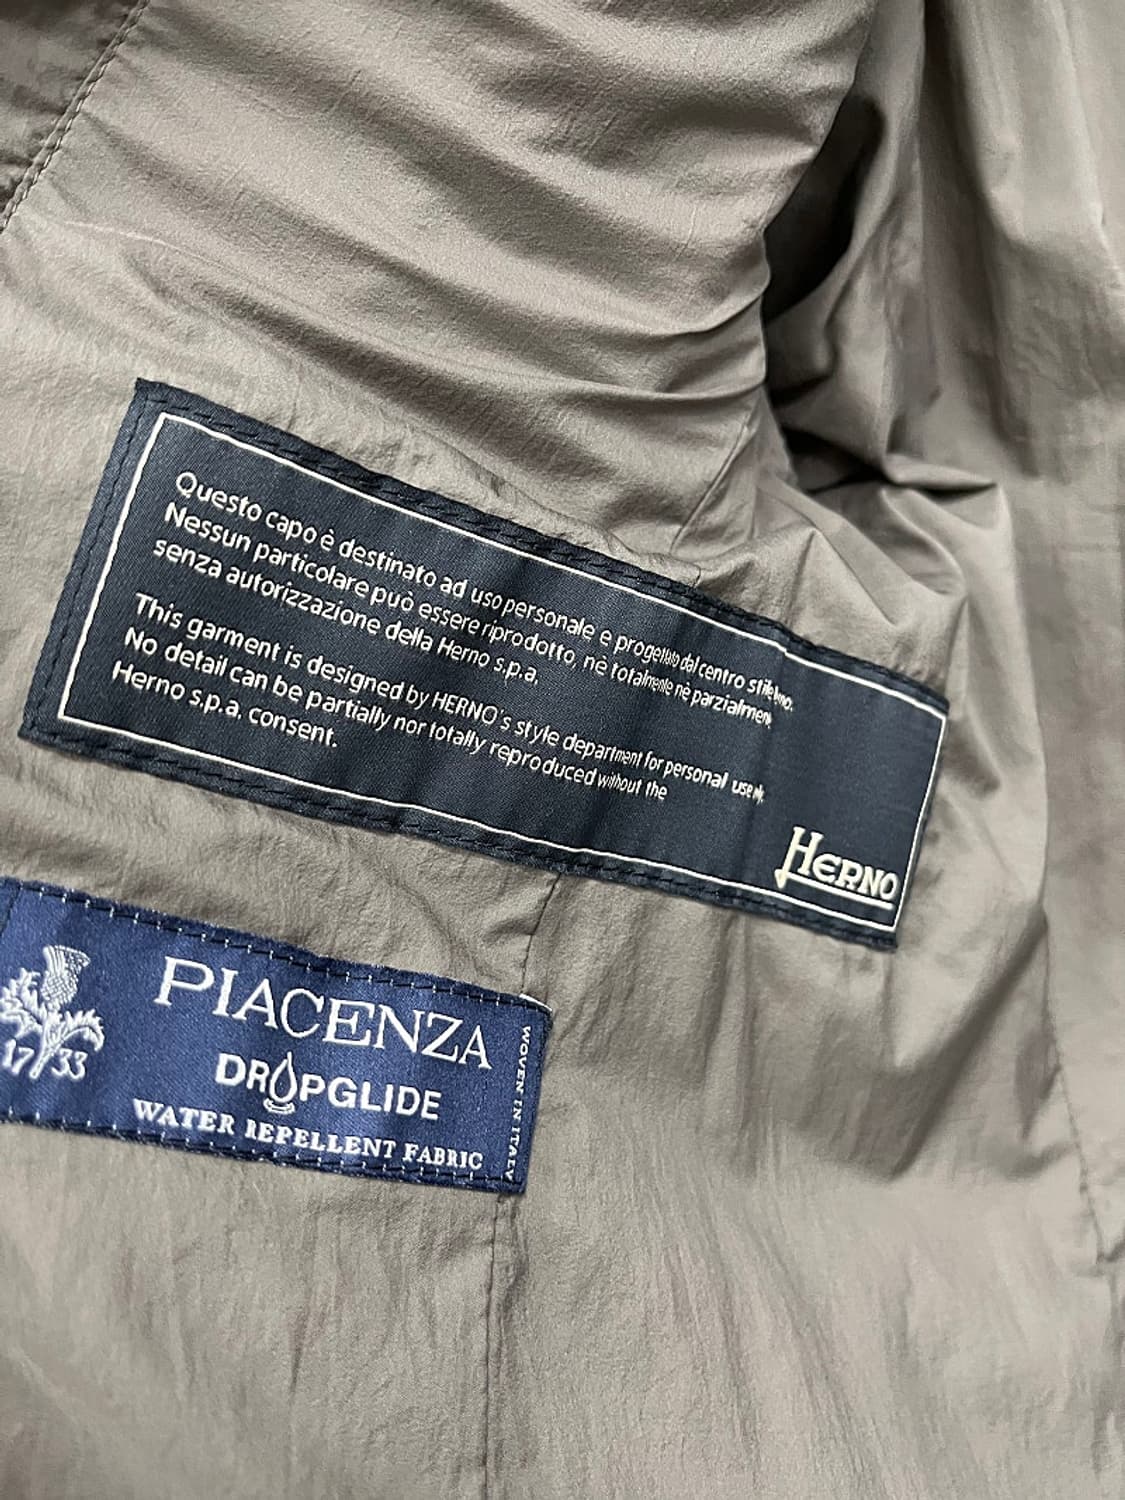 Questo capo è destinato ad uso personale e progettato dal centro stile
Nessun particolare può essere riprodotto, nè totalmente nè parzialmente
senza autorizzazione della Herno s.p.a.
This garment is designed by HERNO's style department for personal use
No detail can be partially nor totally reproduced without the
Herno s.p.a. consent.
HERNO
17 33
PIACENZA
DROPGLIDE
WATER REPELLENT FABRIC
WOVEN IN ITALY